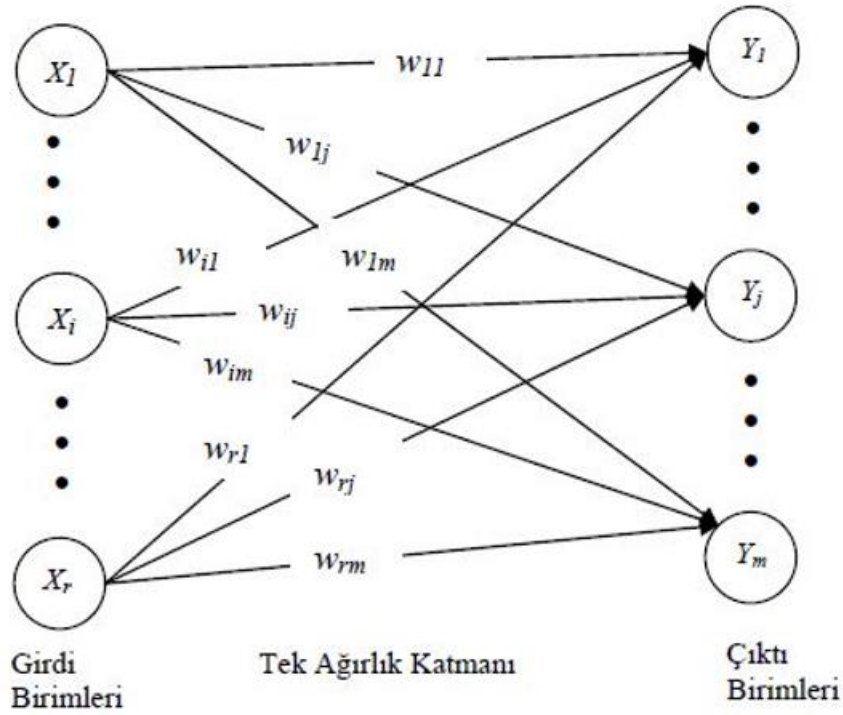 X1
w11
Y1
w1j
wi1
w1m
Xi
wij
Yj
wim
wr1
wrj
Xr
wrm
Ym
Girdi
Birimleri
Tek Ağırlık Katmanı
Çıktı
Birimleri